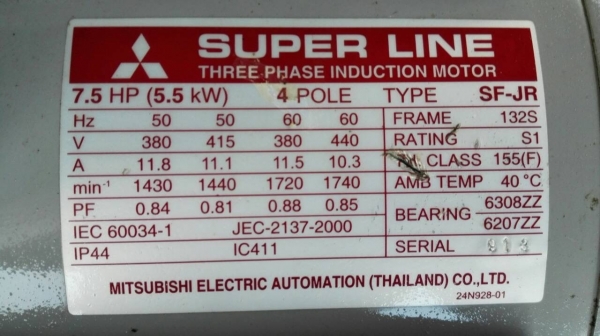 SUPER LINE
THREE PHASE INDUCTION MOTOR
7.5 HP (5.5 kW) 4 POLE TYPE SF-JR
Hz 50 50 60 60 FRAME 132S
V 380 415 380 440 RATING S1
A 11.8 11.1 11.5 10.3 CLASS 155(F)
min⁻¹ 1430 1440 1720 1740 AMB TEMP 40 °C
PF 0.84 0.81 0.88 0.85 BEARING 6308ZZ
6207ZZ
IEC 60034-1 JEC-2137-2000
IP44 IC411 SERIAL
MITSUBISHI ELECTRIC AUTOMATION (THAILAND) CO.,LTD.
24N928-01